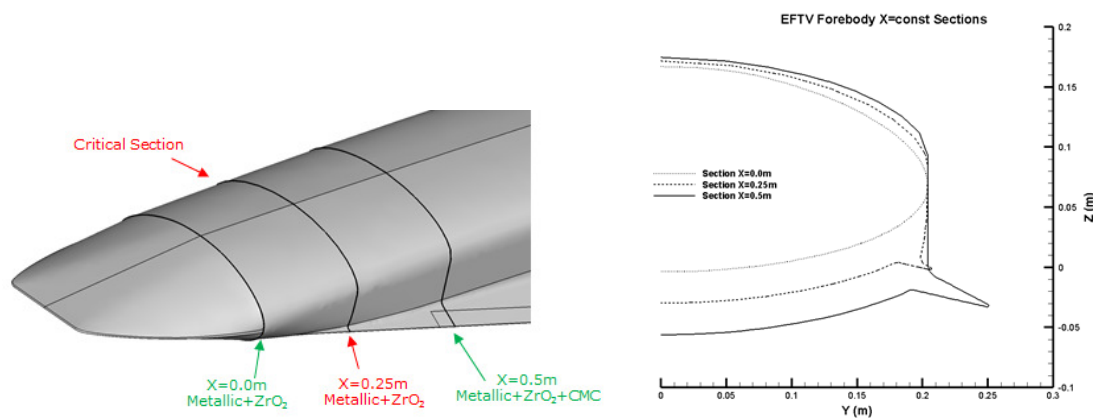 Critical Section
X=0.0m
Metallic+ZrO₂
X=0.25m
Metallic+ZrO₂
X=0.5m
Metallic+ZrO₂+CMC
EFTV Forebody X=const Sections
Section X=0.0m
Section X=0.25m
Section X=0.5m
0.2
0.15
0.1
0.05
0
-0.05
-0.1
Z (m)
0
0.05
0.1
0.15
0.2
0.25
0.3
Y (m)